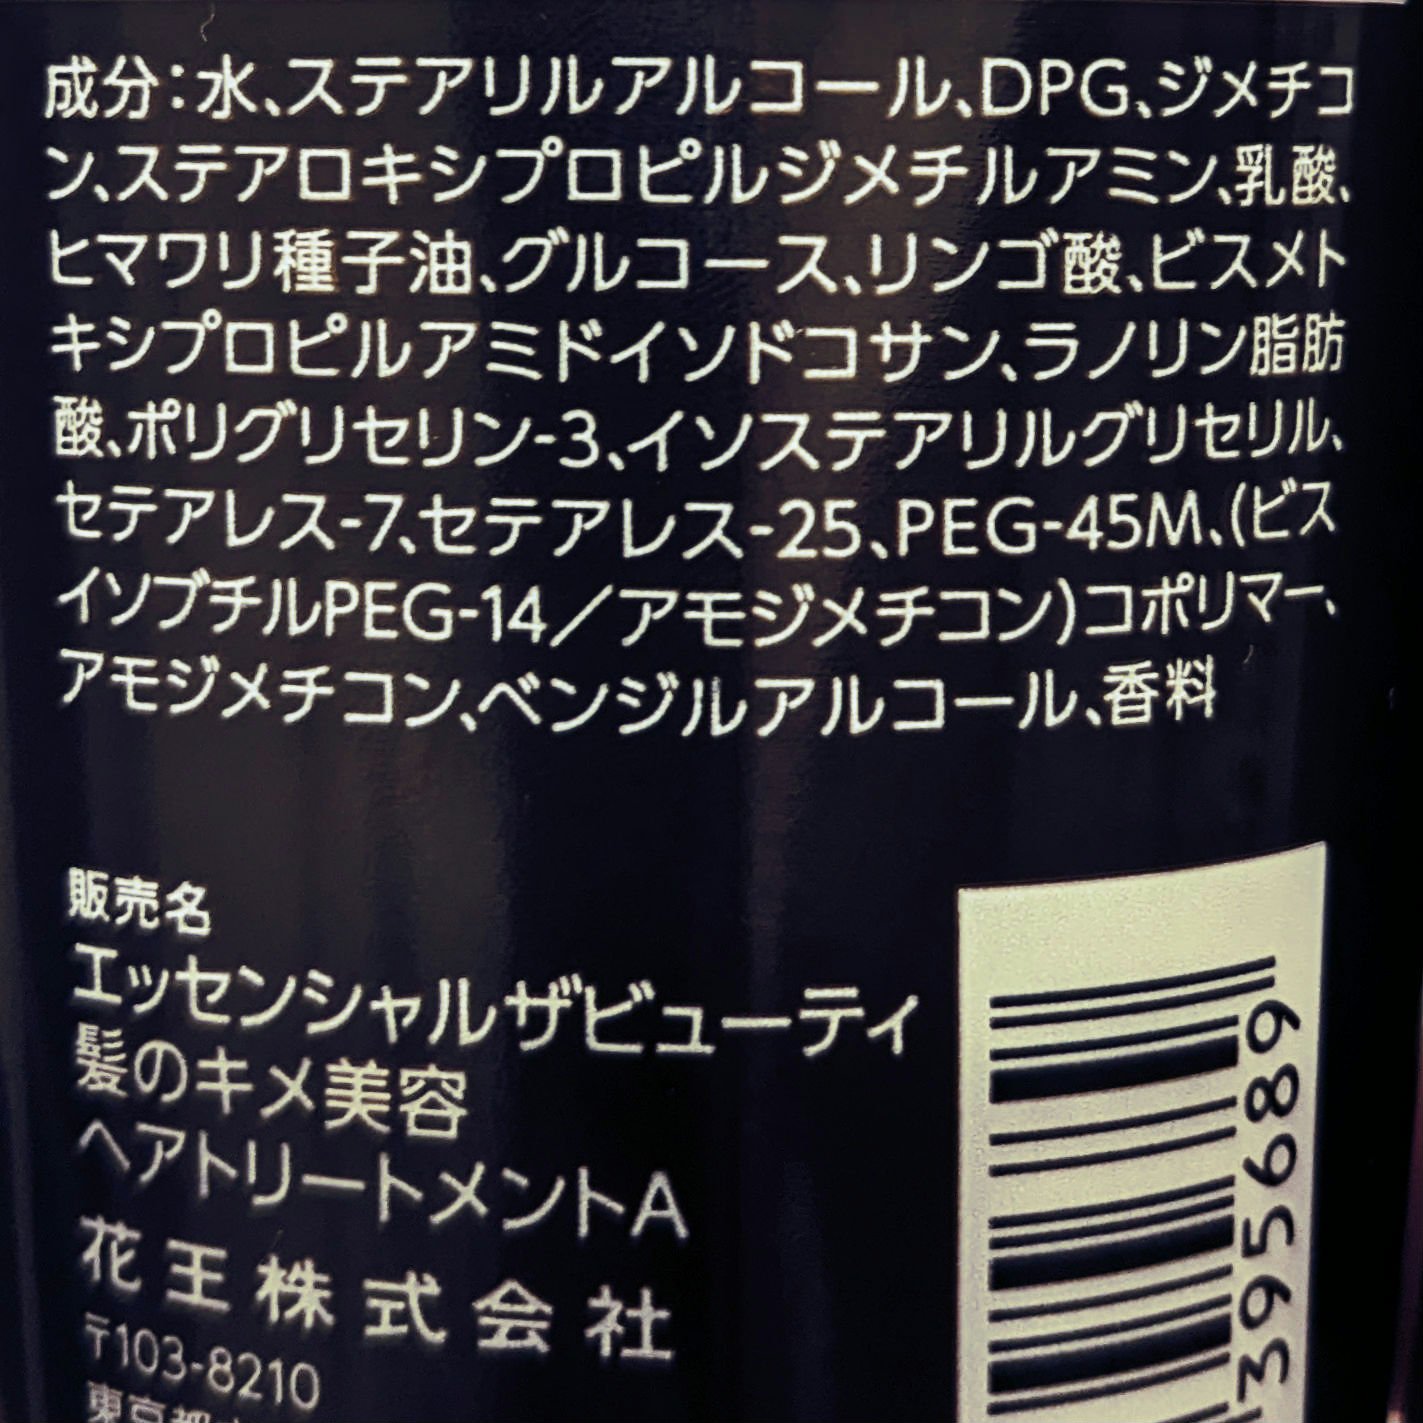 成分：水、ステアリルアルコール、DPG、ジメチコ
ン、ステアロキシプロピルジメチルアミン、乳酸、
ヒマワリ種子油、グルコース、リンゴ酸、ビスメト
キシプロピルアミドイソドコサン、ラノリン脂肪
酸、ポリグリセリン-3、イソステアリルグリセリル、
セテアレス-7、セテアレス-25、PEG-45M、(ビス
イソブチルPEG-14／アモジメチコン)コポリマー、
アモジメチコン、ベンジルアルコール、香料
販売名
エッセンシャルザビューティ
髪のキメ美容
ヘアトリートメントA
花王株式会社
〒103-8210
東京都
395689